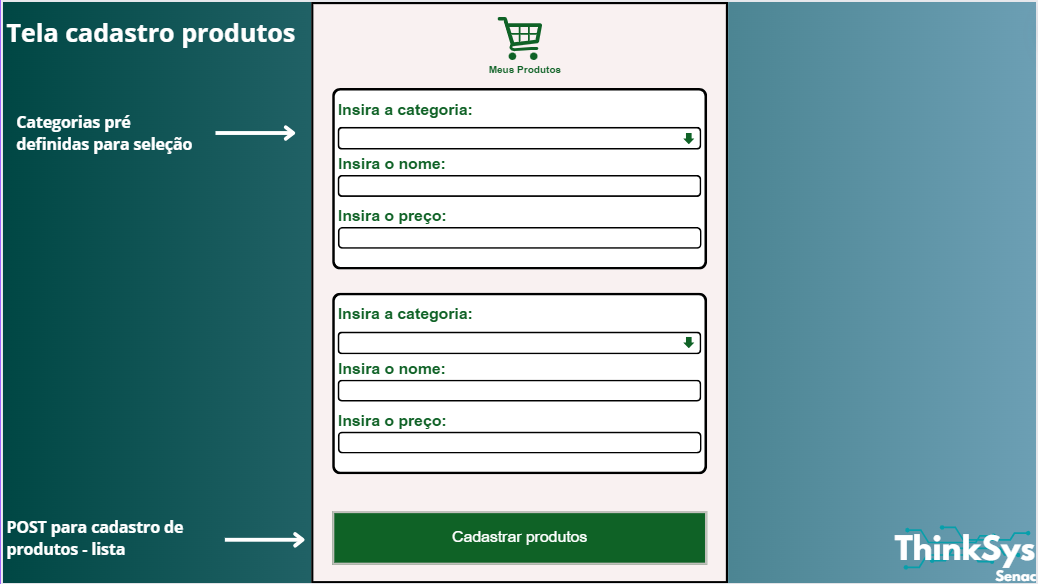 Tela cadastro produtos
Meus Produtos
Categorias pré
definidas para seleção
Insira a categoria:
Insira o nome:
Insira o preço:
Insira a categoria:
Insira o nome:
Insira o preço:
POST para cadastro de
produtos - lista
Cadastrar produtos
ThinkSys
Senac